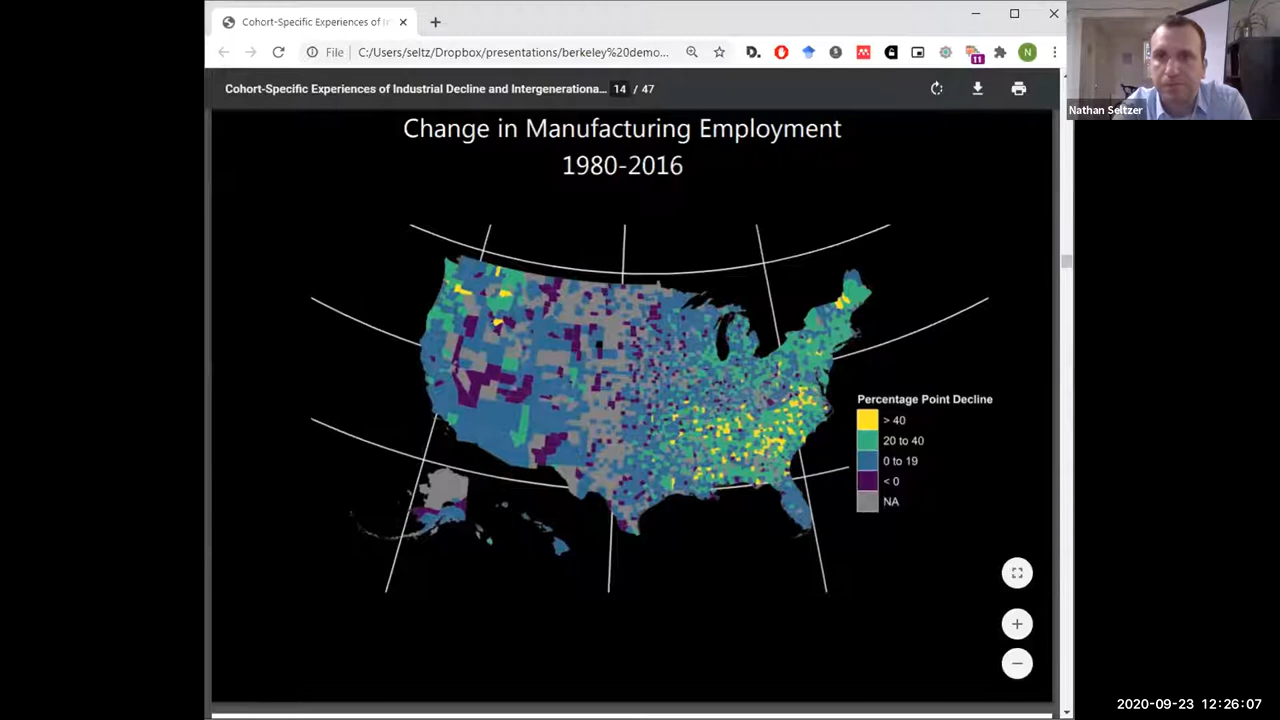 Cohort-Specific Experiences of I
File
C:/Users/seltz/Dropbox/presentations/berkeley%20demo...
D.
11
N
Cohort-Specific Experiences of Industrial Decline and Intergenerationa...
14 / 47
Nathan Seltzer
Change in Manufacturing Employment
1980-2016
Percentage Point Decline
> 40
20 to 40
0 to 19
< 0
NA
2020-09-23 12:26:07